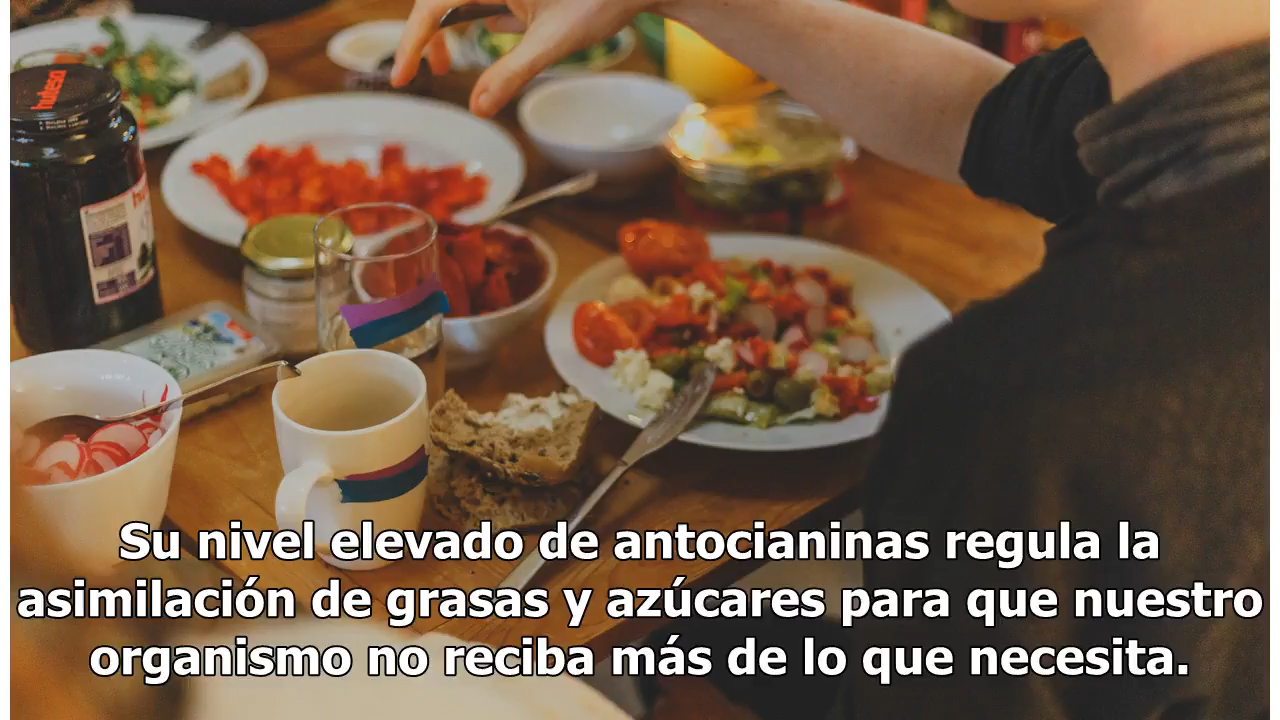 hutesa
Su nivel elevado de antocianinas regula la
asimilación de grasas y azúcares para que nuestro
organismo no reciba más de lo que necesita.